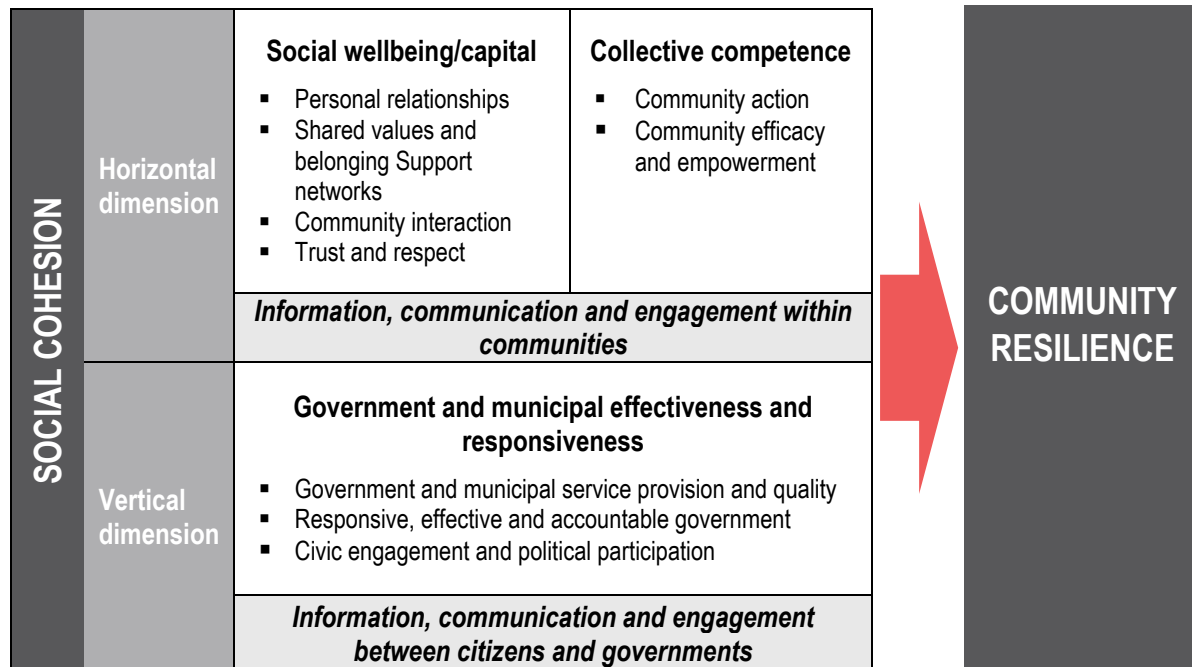 SOCIAL COHESION
Horizontal
dimension
Social wellbeing/capital
▪ Personal relationships
▪ Shared values and
belonging Support
networks
▪ Community interaction
▪ Trust and respect
Collective competence
▪ Community action
▪ Community efficacy
and empowerment
Information, communication and engagement within
communities
Vertical
dimension
Government and municipal effectiveness and
responsiveness
▪ Government and municipal service provision and quality
▪ Responsive, effective and accountable government
▪ Civic engagement and political participation
Information, communication and engagement
between citizens and governments
COMMUNITY
RESILIENCE